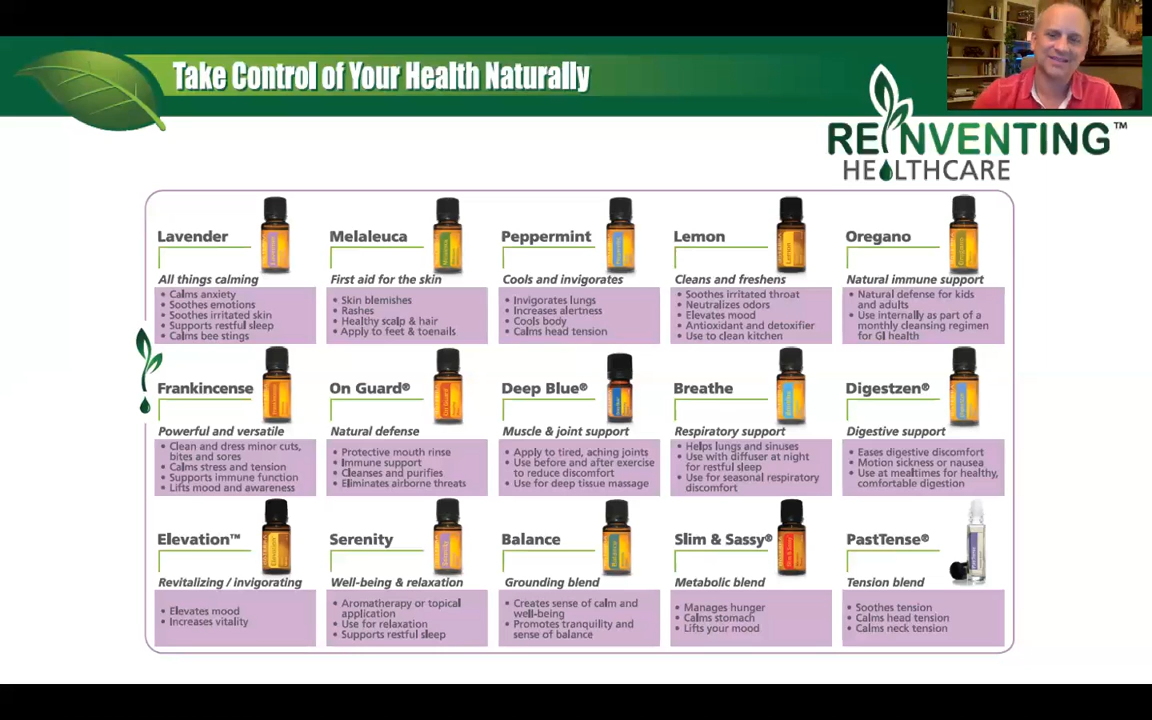 Take Control of Your Health Naturally
REINVENTING™
HEALTHCARE
Lavender
All things calming
• Calms anxiety
• Soothes emotions
• Soothes irritated skin
• Supports restful sleep
• Calms bee stings
Melaleuca
First aid for the skin
• Skin blemishes
• Rashes
• Healthy scalp & hair
• Apply to feet & toenails
Peppermint
Cools and invigorates
• Invigorates lungs
• Increases alertness
• Cools body
• Calms head tension
Lemon
Cleans and freshens
• Soothes irritated throat
• Neutralizes odors
• Elevates mood
• Antioxidant and detoxifier
• Use to clean kitchen
Oregano
Natural immune support
• Natural defense for kids
and adults
• Use internally as part of a
monthly cleansing regimen
for GI health
Frankincense
Powerful and versatile
• Clean and dress minor cuts,
bites and sores
• Calms stress and tension
• Supports immune function
• Lifts mood and awareness
On Guard®
Natural defense
• Protective mouth rinse
• Immune support
• Cleanses and purifies
• Eliminates airborne threats
Deep Blue®
Muscle & joint support
• Apply to tired, aching joints
• Use before and after exercise
to reduce discomfort
• Use for deep tissue massage
Breathe
Respiratory support
• Helps lungs and sinuses
• Use with diffuser at night
for restful sleep
• Use for seasonal respiratory
discomfort
Digestzen®
Digestive support
• Eases digestive discomfort
• Motion sickness or nausea
• Use at mealtimes for healthy,
comfortable digestion
Elevation™
Revitalizing / invigorating
• Elevates mood
• Increases vitality
Serenity
Well-being & relaxation
• Aromatherapy or topical
application
• Use for relaxation
• Supports restful sleep
Balance
Grounding blend
• Creates sense of calm and
well-being
• Promotes tranquility and
sense of balance
Slim & Sassy®
Metabolic blend
• Manages hunger
• Calms stomach
• Lifts your mood
PastTense®
Tension blend
• Soothes tension
• Calms head tension
• Calms neck tension